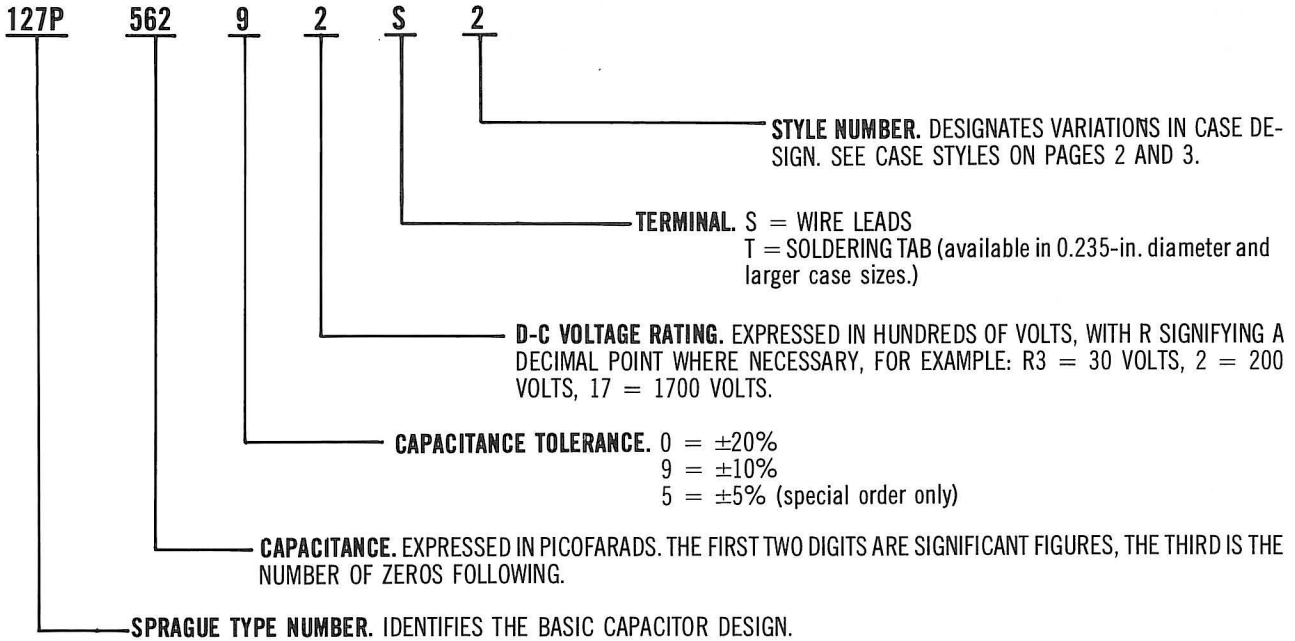 127P 562 9 2 S 2
STYLE NUMBER. DESIGNATES VARIATIONS IN CASE DE-
SIGN. SEE CASE STYLES ON PAGES 2 AND 3.
TERMINAL. S = WIRE LEADS
T = SOLDERING TAB (available in 0.235-in. diameter and
larger case sizes.)
D-C VOLTAGE RATING. EXPRESSED IN HUNDREDS OF VOLTS, WITH R SIGNIFYING A
DECIMAL POINT WHERE NECESSARY, FOR EXAMPLE: R3 = 30 VOLTS, 2 = 200
VOLTS, 17 = 1700 VOLTS.
CAPACITANCE TOLERANCE. 0 = ±20%
9 = ±10%
5 = ±5% (special order only)
CAPACITANCE. EXPRESSED IN PICOFARADS. THE FIRST TWO DIGITS ARE SIGNIFICANT FIGURES, THE THIRD IS THE
NUMBER OF ZEROS FOLLOWING.
SPRAGUE TYPE NUMBER. IDENTIFIES THE BASIC CAPACITOR DESIGN.